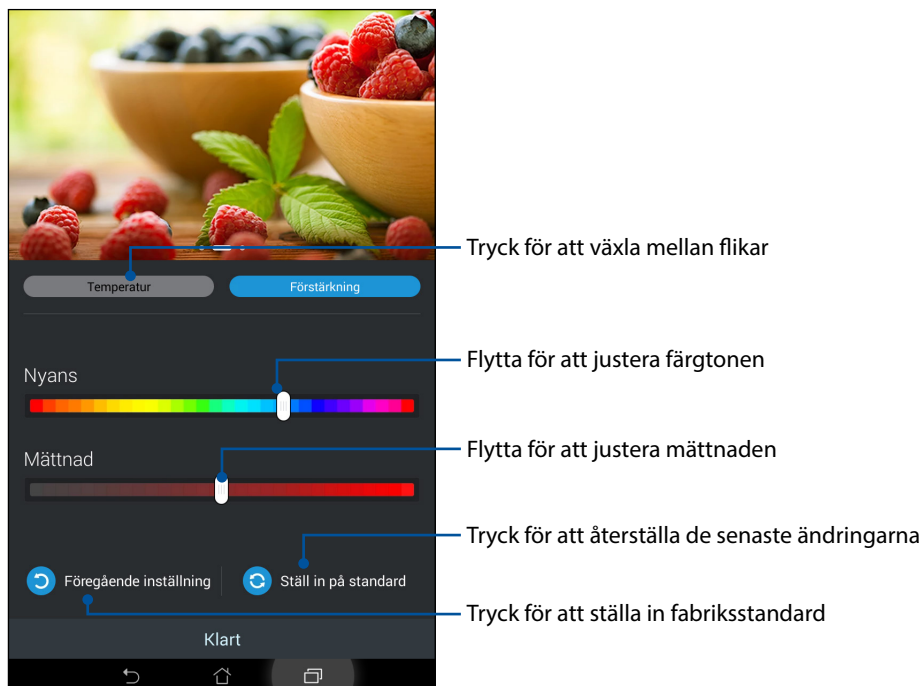 Tryck för att växla mellan flikar
Temperatur
Förstärkning
Flytta för att justera färgtonen
Nyans
Flytta för att justera mättnaden
Mättnad
Tryck för att återställa de senaste ändringarna
Föregående inställning
Ställ in på standard
Tryck för att ställa in fabriksstandard
Klart